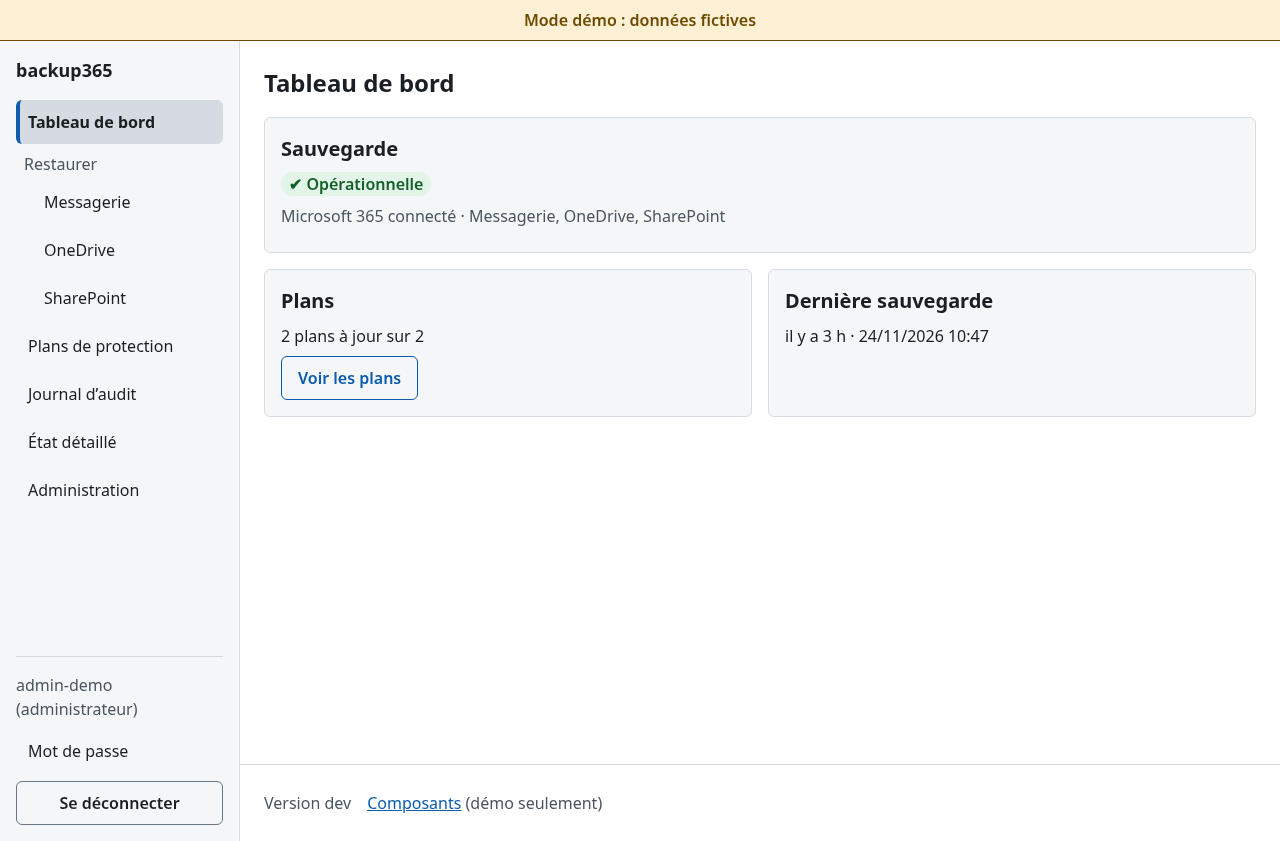 Mode démo : données fictives
backup365
Tableau de bord
Restaurer
Messagerie
OneDrive
SharePoint
Plans de protection
Journal d’audit
État détaillé
Administration
admin-demo
(administrateur)
Mot de passe
Se déconnecter
Tableau de bord
Sauvegarde
✔ Opérationnelle
Microsoft 365 connecté · Messagerie, OneDrive, SharePoint
Plans
2 plans à jour sur 2
Voir les plans
Dernière sauvegarde
il y a 3 h · 24/11/2026 10:47
Version dev Composants (démo seulement)